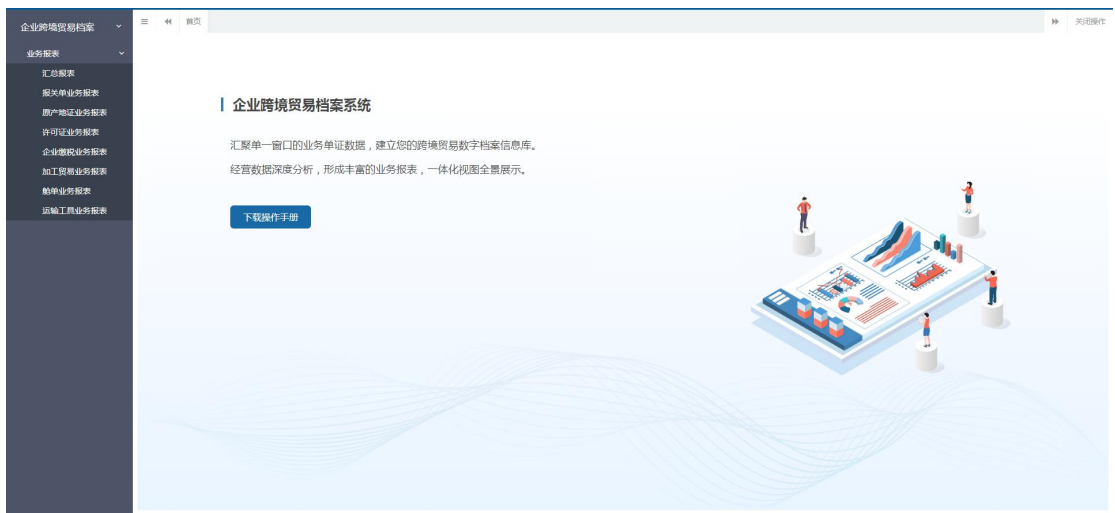 企业跨境贸易档案
首页
关闭操作
业务报表
汇总报表
报关单业务报表
原产地证业务报表
许可证业务报表
企业缴税业务报表
加工贸易业务报表
舱单业务报表
运输工具业务报表
企业跨境贸易档案系统
汇聚单一窗口的业务单证数据，建立您的跨境贸易数字档案信息库。
经营数据深度分析，形成丰富的业务报表，一体化视图全景展示。
下载操作手册